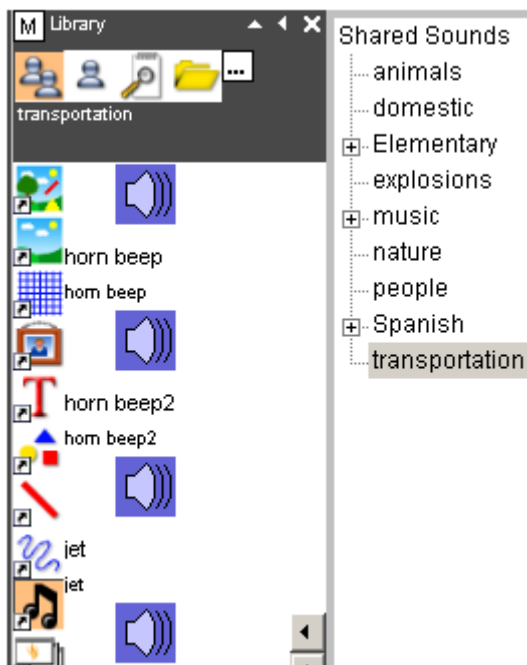 M Library
...
transportation
horn beep
horn beep
horn beep2
horn beep2
jet
jet
Shared Sounds
animals
domestic
Elementary
explosions
music
nature
people
Spanish
transportation